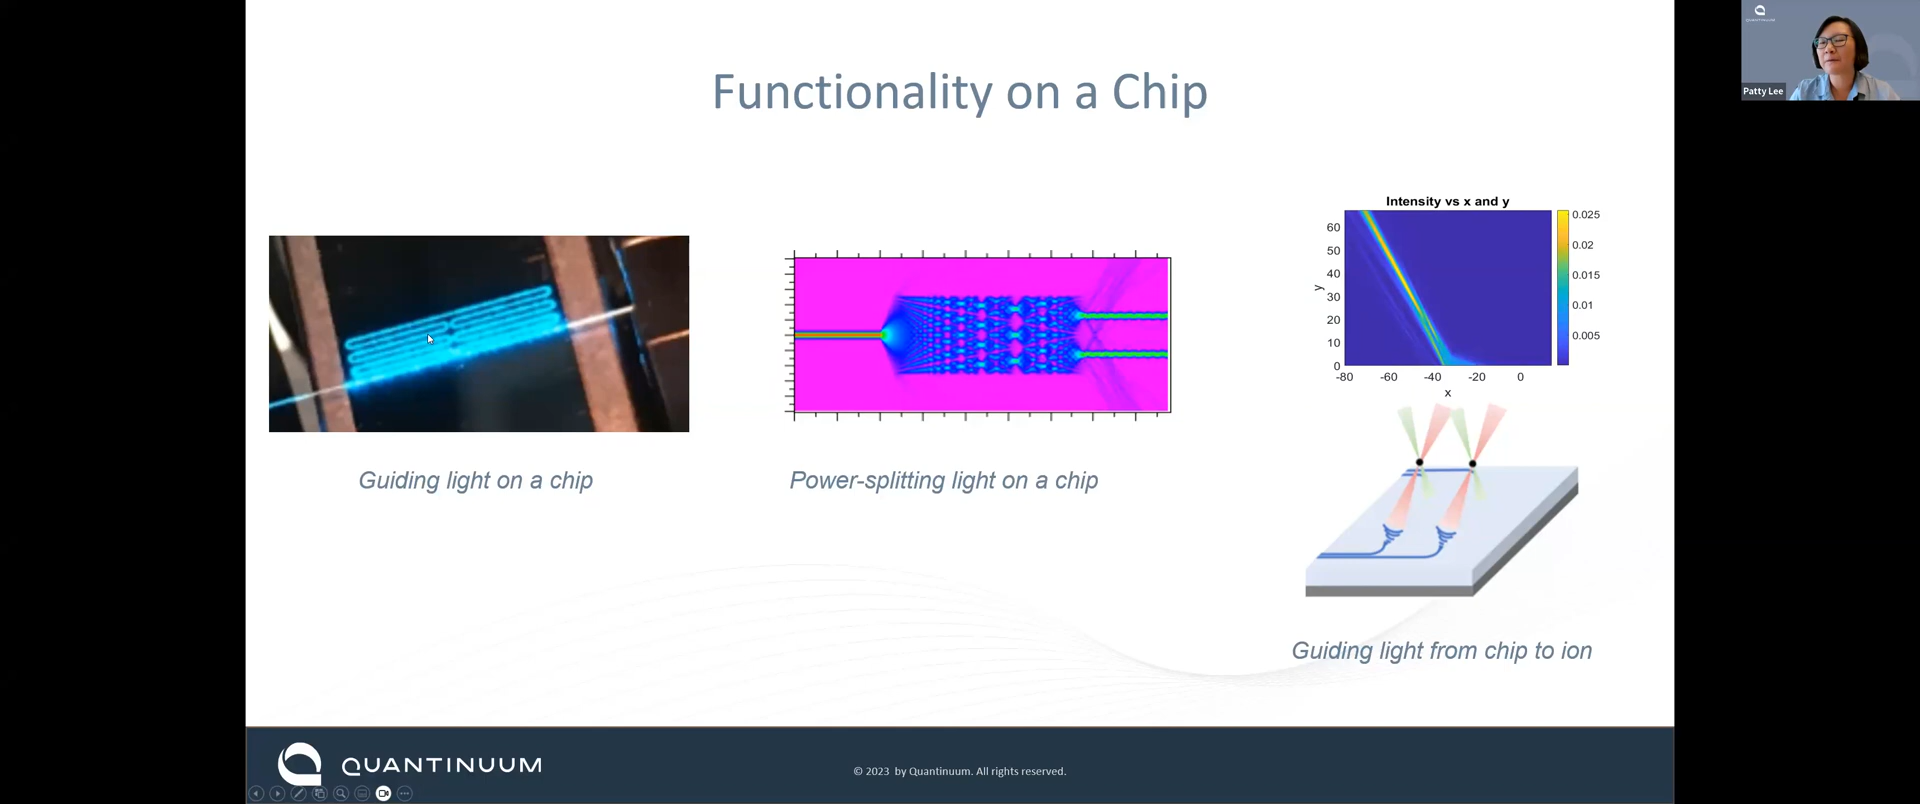 Functionality on a Chip
QUANTINUUM
Patty Lee
Intensity vs x and y
60
50
40
30
20
10
0
y
-80
-60
-40
-20
0
x
0.025
0.02
0.015
0.01
0.005
Guiding light on a chip
Power-splitting light on a chip
Guiding light from chip to ion
QUANTINUUM
© 2023 by Quantinuum. All rights reserved.